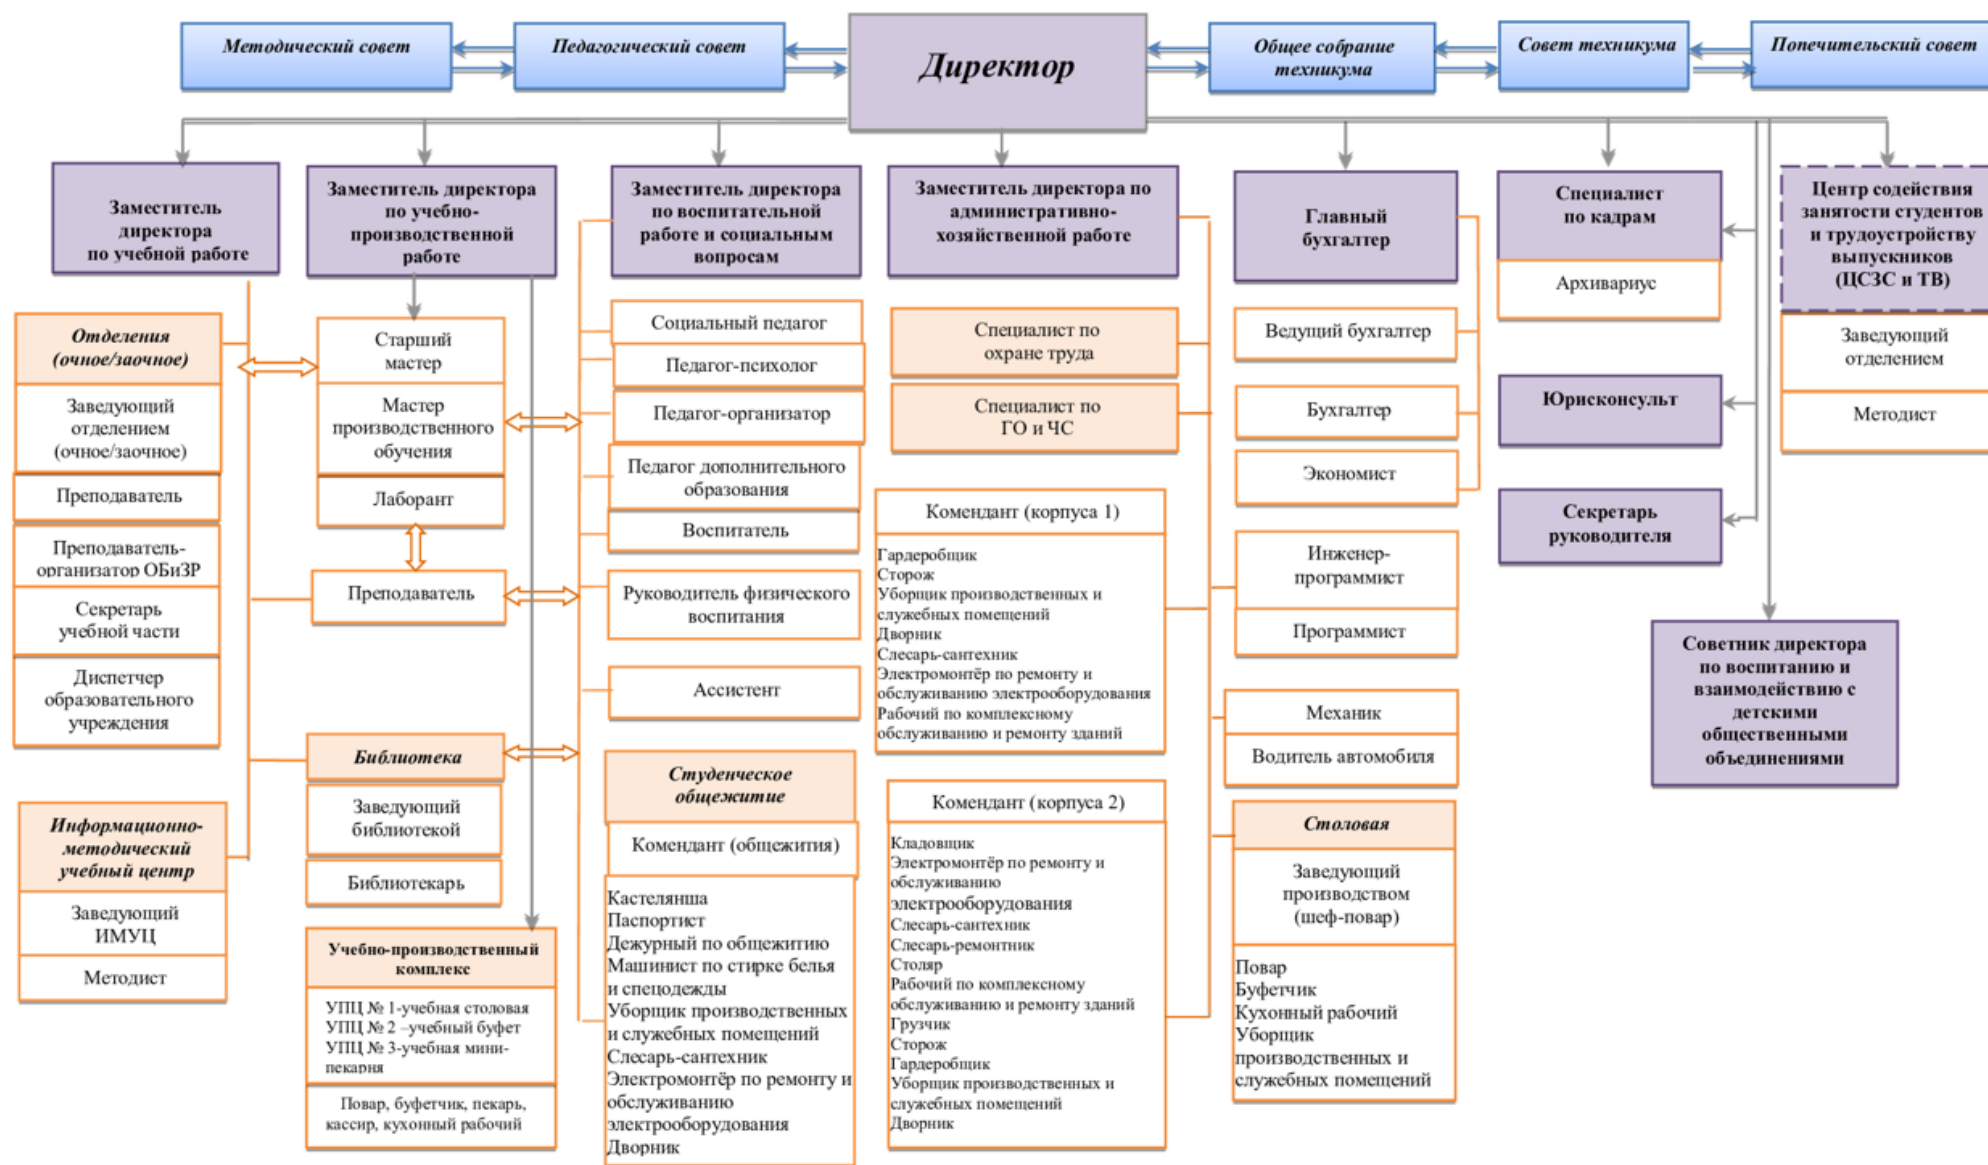 Методический совет
Педагогический совет
Директор
Общее собрание
техникума
Совет техникума
Попечительский совет
Заместитель
директора
по учебной работе
Заместитель директора
по учебно-
производственной
работе
Заместитель директора
по воспитательной
работе и социальным
вопросам
Заместитель директора по
административно-
хозяйственной работе
Главный
бухгалтер
Специалист
по кадрам
Архивариус
Центр содействия
занятости студентов
и трудоустройству
выпускников
(ЦСЗС и ТВ)
Заведующий
отделением
Методист
Отделения
(очное/заочное)
Заведующий
отделением
(очное/заочное)
Преподаватель
Преподаватель-
организатор ОБиЗР
Секретарь
учебной части
Диспетчер
образовательного
учреждения
Информационно-
методический
учебный центр
Заведующий
ИМУЦ
Методист
Старший
мастер
Мастер
производственного
обучения
Лаборант
Преподаватель
Библиотека
Заведующий
библиотекой
Библиотекарь
Учебно-производственный
комплекс
УПЦ № 1-учебная столовая
УПЦ № 2 –учебный буфет
УПЦ № 3-учебная мини-
пекарня
Повар, буфетчик, пекарь,
кассир, кухонный рабочий
Социальный педагог
Педагог-психолог
Педагог-организатор
Педагог дополнительного
образования
Воспитатель
Руководитель физического
воспитания
Ассистент
Студенческое
общежитие
Комендант (общежития)
Кастелянша
Паспортист
Дежурный по общежитию
Машинист по стирке белья
и спецодежды
Уборщик производственных
и служебных помещений
Слесарь-сантехник
Электромонтёр по ремонту и
обслуживанию
электрооборудования
Дворник
Специалист по
охране труда
Специалист по
ГО и ЧС
Комендант (корпуса 1)
Гардеробщик
Сторож
Уборщик производственных и
служебных помещений
Дворник
Слесарь-сантехник
Электромонтёр по ремонту и
обслуживанию электрооборудования
Рабочий по комплексному
обслуживанию и ремонту зданий
Комендант (корпуса 2)
Кладовщик
Электромонтёр по ремонту и
обслуживанию
электрооборудования
Слесарь-сантехник
Слесарь-ремонтник
Столяр
Рабочий по комплексному
обслуживанию и ремонту зданий
Грузчик
Сторож
Гардеробщик
Уборщик производственных и
служебных помещений
Дворник
Ведущий бухгалтер
Бухгалтер
Экономист
Инженер-
программист
Программист
Механик
Водитель автомобиля
Столовая
Заведующий
производством
(шеф-повар)
Повар
Буфетчик
Кухонный рабочий
Уборщик
производственных и
служебных помещений
Юрисконсульт
Секретарь
руководителя
Советник директора
по воспитанию и
взаимодействию с
детскими
общественными
объединениями